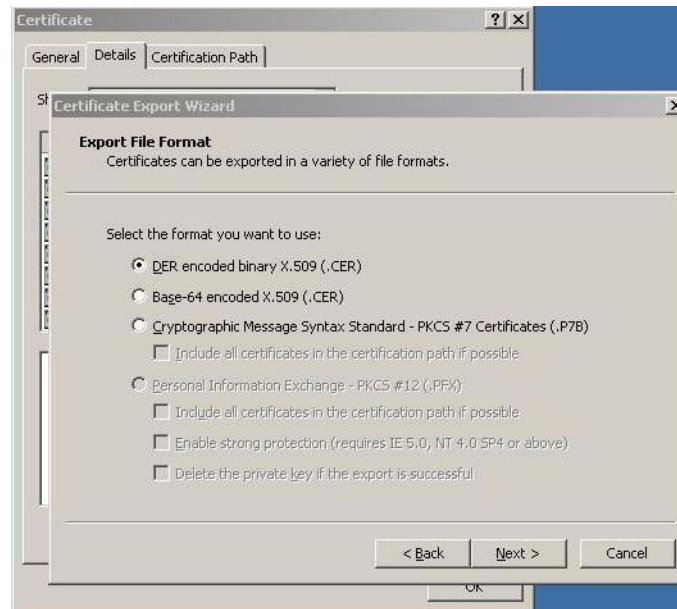 Certificate
General Details Certification Path
Certificate Export Wizard
Export File Format
Certificates can be exported in a variety of file formats.
Select the format you want to use:
DER encoded binary X.509 (.CER)
Base-64 encoded X.509 (.CER)
Cryptographic Message Syntax Standard - PKCS #7 Certificates (.P7B)
Include all certificates in the certification path if possible
Personal Information Exchange - PKCS #12 (.PFX)
Include all certificates in the certification path if possible
Enable strong protection (requires IE 5.0, NT 4.0 SP4 or above)
Delete the private key if the export is successful
< Back Next > Cancel
OK